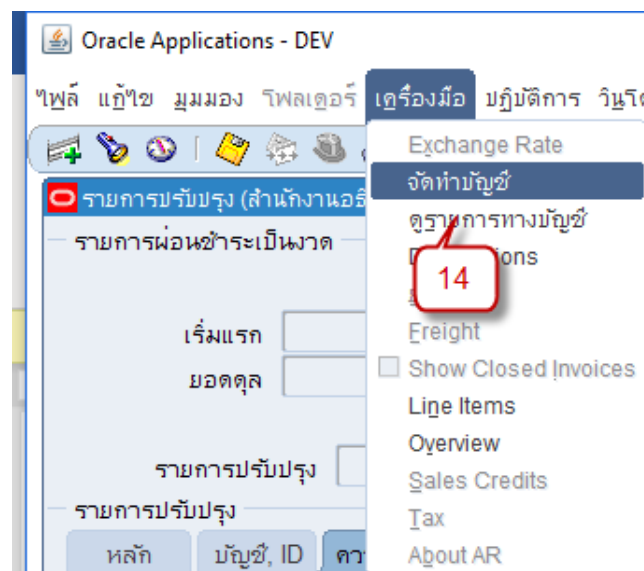 Oracle Applications - DEV
ไฟล์ แก้ไข มุมมอง โฟลเดอร์ เครื่องมือ ปฏิบัติการ
Exchange Rate
จัดทำบัญชี
รายการปรับปรุง
ดูรายการทางบัญชี
รายการผ่อนชำระเป็นงวด
14
เริ่มแรก
Freight
ยอดดุล
Show Closed Invoices
Line Items
Overview
รายการปรับปรุง
Sales Credits
รายการปรับปรุง
Tax
หลัก บัญชี, ID
About AR